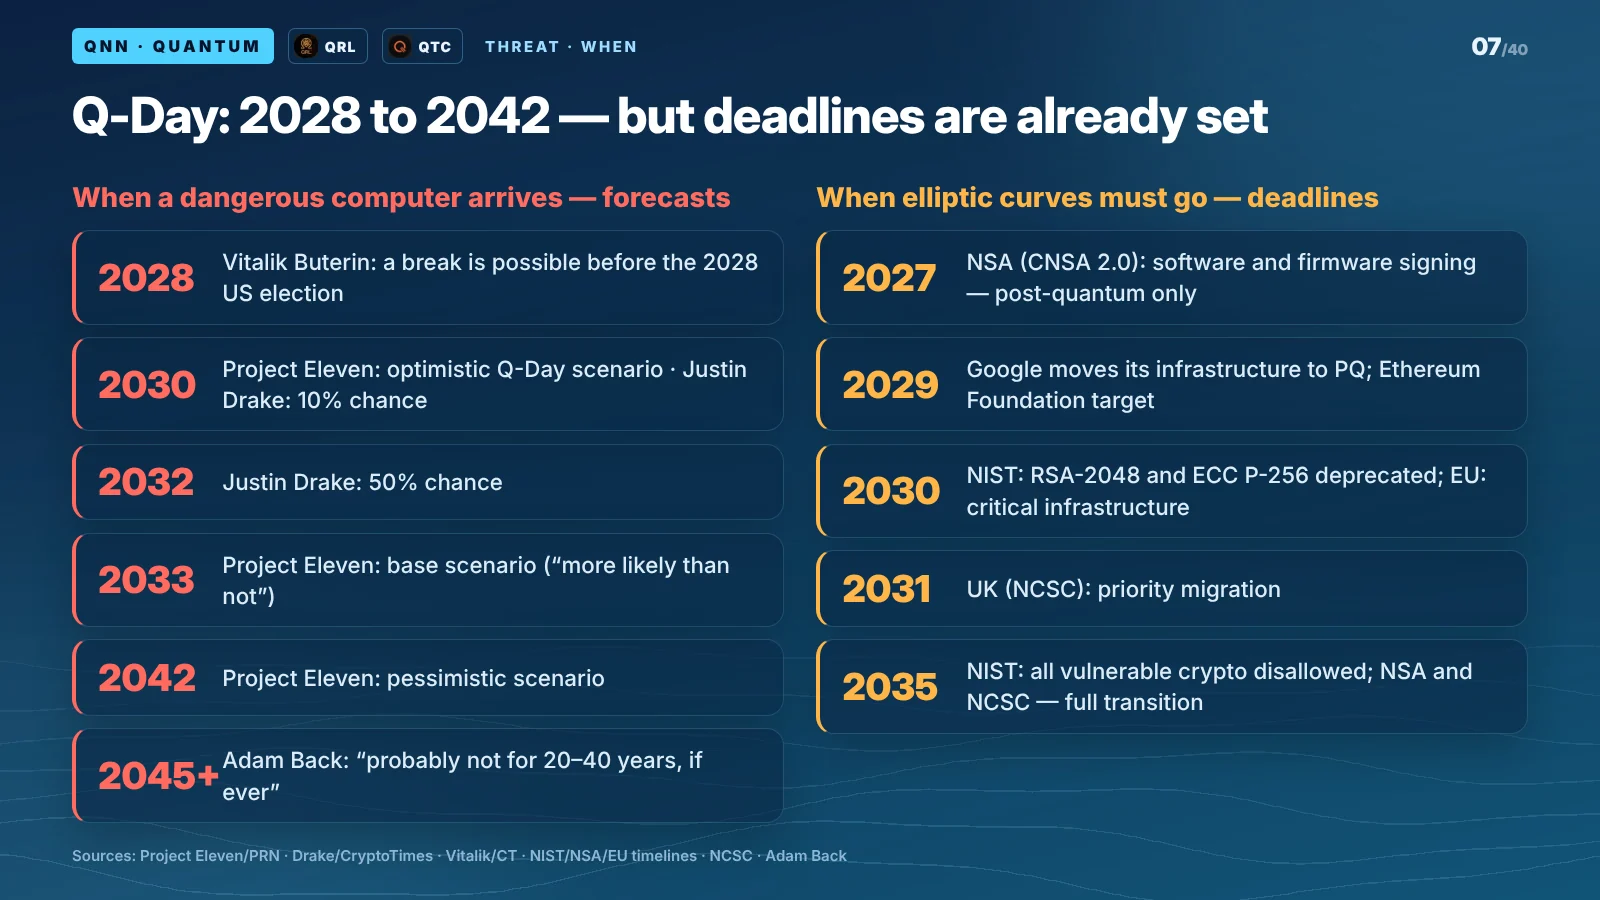 QNN · QUANTUM
QRL
QTC
THREAT · WHEN
07/40
Q-Day: 2028 to 2042 — but deadlines are already set
When a dangerous computer arrives — forecasts
2028
Vitalik Buterin: a break is possible before the 2028
US election
2030
Project Eleven: optimistic Q-Day scenario · Justin
Drake: 10% chance
2032
Justin Drake: 50% chance
2033
Project Eleven: base scenario (“more likely than
not”)
2042
Project Eleven: pessimistic scenario
2045+
Adam Back: “probably not for 20–40 years, if
ever”
When elliptic curves must go — deadlines
2027
NSA (CNSA 2.0): software and firmware signing
— post-quantum only
2029
Google moves its infrastructure to PQ; Ethereum
Foundation target
2030
NIST: RSA-2048 and ECC P-256 deprecated; EU:
critical infrastructure
2031
UK (NCSC): priority migration
2035
NIST: all vulnerable crypto disallowed; NSA and
NCSC — full transition
Sources: Project Eleven/PRN · Drake/CryptoTimes · Vitalik/CT · NIST/NSA/EU timelines · NCSC · Adam Back